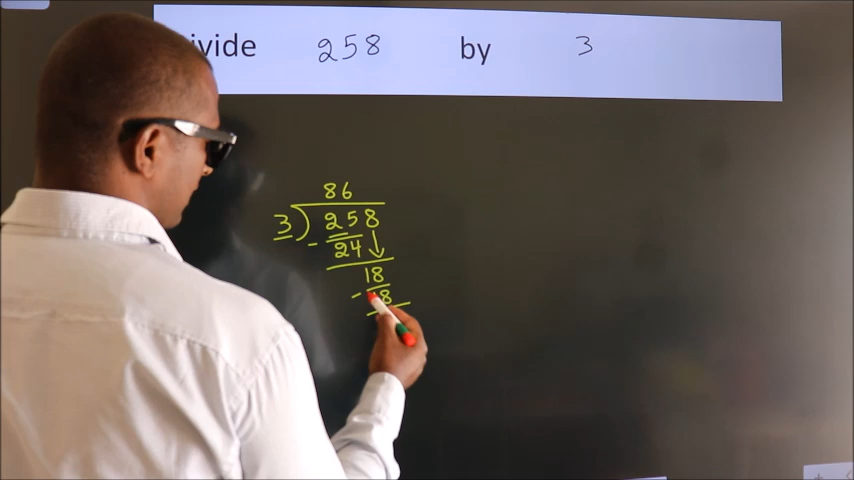 ivide 258 by 3
86
3)258
- 24 ↓
18
- 18